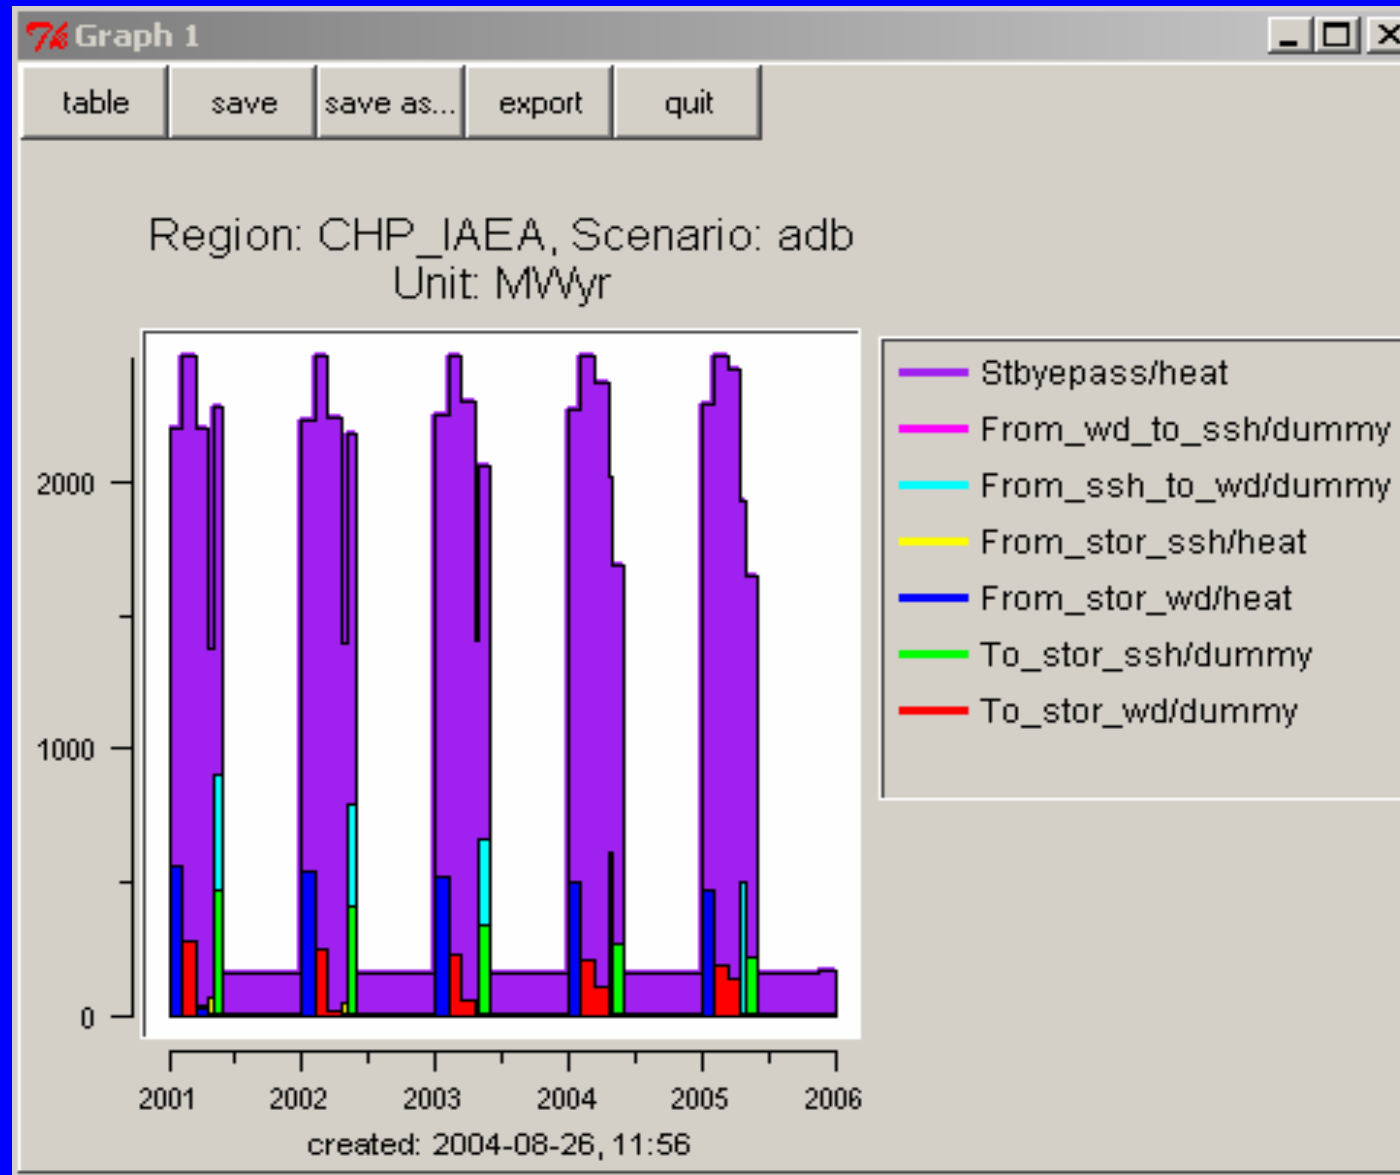 Graph 1
table save save as... export quit
Region: CHP_IAEA, Scenario: adb
Unit: MWyr
Stbyepass/heat
From_wd_to_ssh/dummy
From_ssh_to_wd/dummy
From_stor_ssh/heat
From_stor_wd/heat
To_stor_ssh/dummy
To_stor_wd/dummy
2000
1000
0
2001 2002 2003 2004 2005 2006
created: 2004-08-26, 11:56